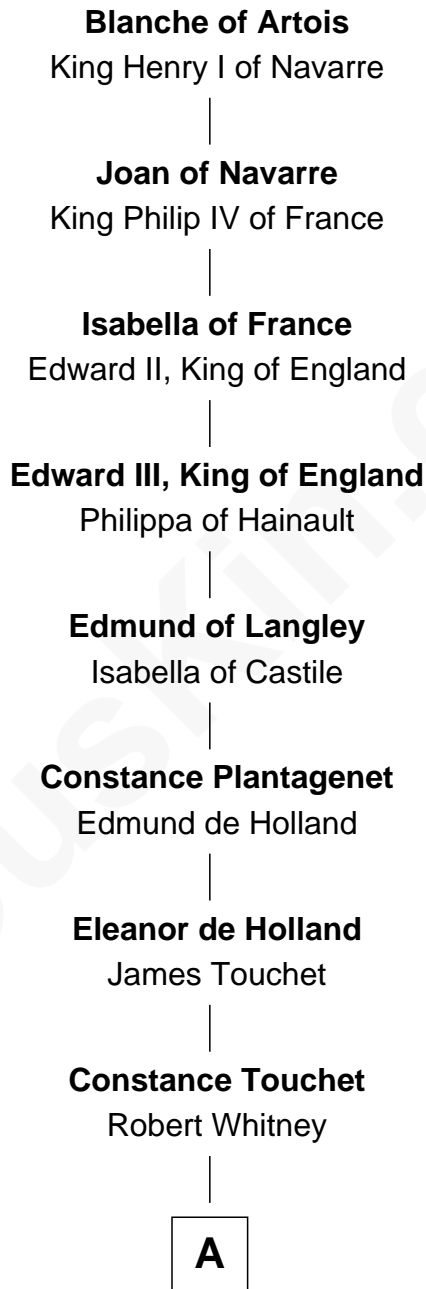 Blanche of Artois
King Henry I of Navarre
Joan of Navarre
King Philip IV of France
Isabella of France
Edward II, King of England
Edward III, King of England
Philippa of Hainault
Edmund of Langley
Isabella of Castile
Constance Plantagenet
Edmund de Holland
Eleanor de Holland
James Touchet
Constance Touchet
Robert Whitney
A